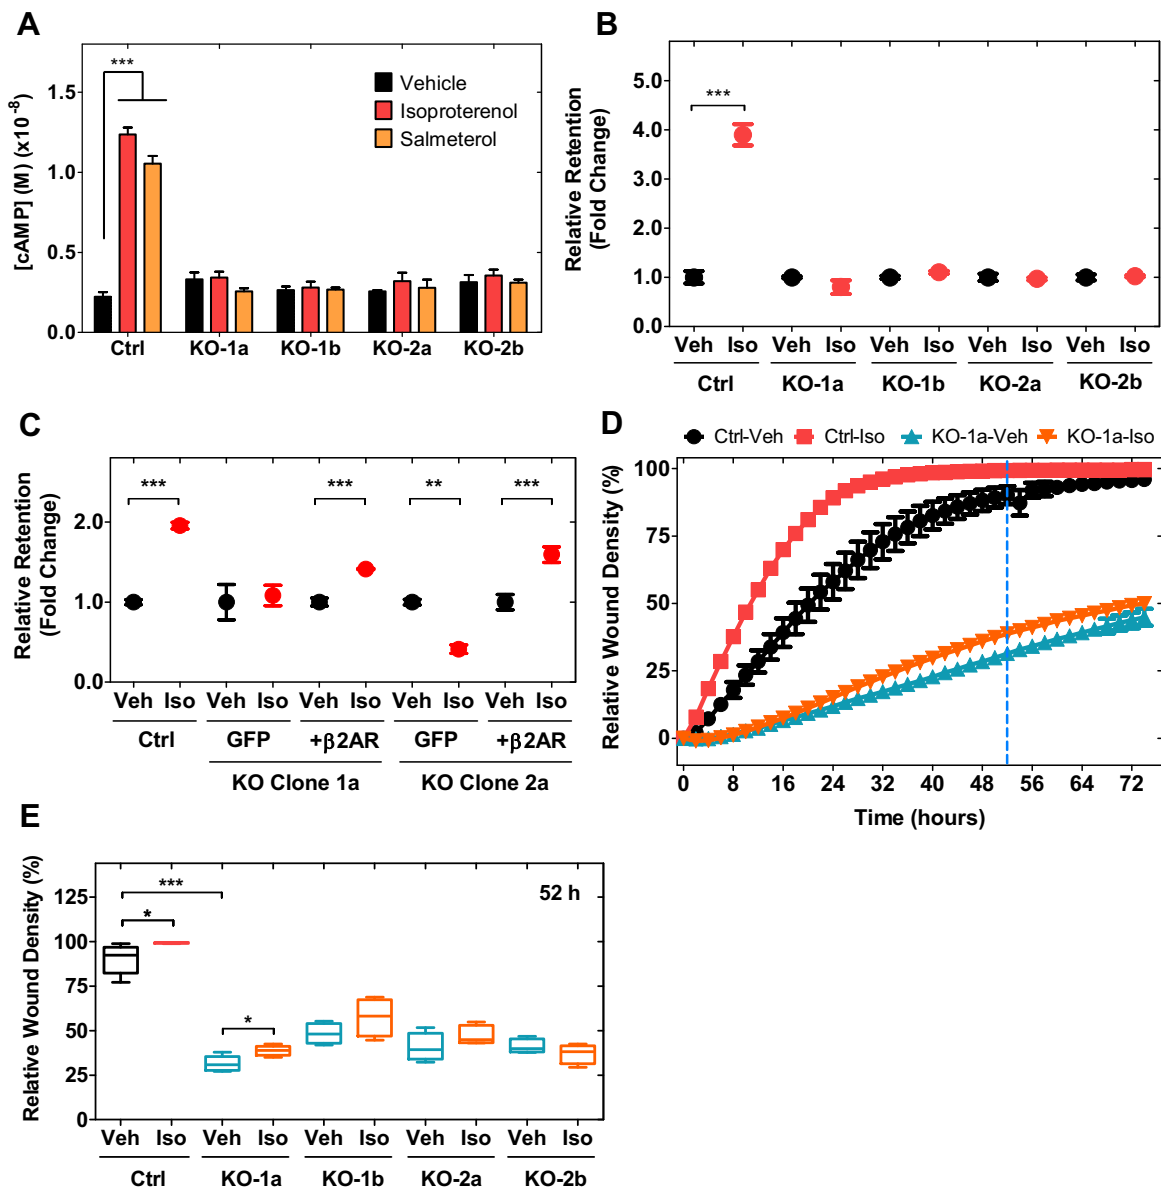 A
[cAMP] (M) (x10⁻⁸)
1.5
1.0
0.5
0.0
***
Vehicle
Isoproterenol
Salmeterol
Ctrl KO-1a KO-1b KO-2a KO-2b
B
Relative Retention
(Fold Change)
5.0
4.0
3.0
2.0
1.0
0.0
***
Veh Iso Veh Iso Veh Iso Veh Iso Veh Iso
Ctrl KO-1a KO-1b KO-2a KO-2b
C
Relative Retention
(Fold Change)
2.0
1.0
0.0
*** *** ** ***
Veh Iso Veh Iso Veh Iso Veh Iso Veh Iso
Ctrl GFP +β2AR GFP +β2AR
KO Clone 1a KO Clone 2a
D
Ctrl-Veh Ctrl-Iso KO-1a-Veh KO-1a-Iso
Relative Wound Density (%)
100
75
50
25
0
0 8 16 24 32 40 48 56 64 72
Time (hours)
E
Relative Wound Density (%)
125
100
75
50
25
0
52 h
***
*
*
Veh Iso Veh Iso Veh Iso Veh Iso Veh Iso
Ctrl KO-1a KO-1b KO-2a KO-2b